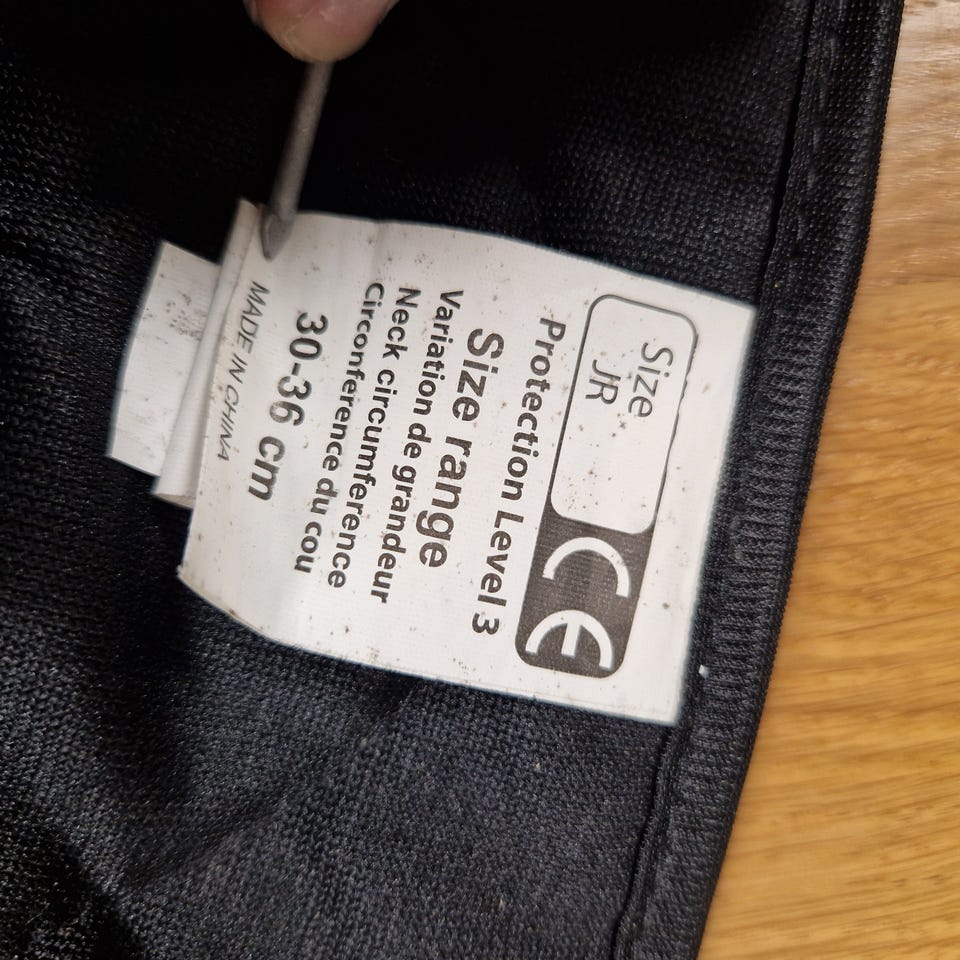 Size
JR
CE
Protection Level 3
Size range
Variation de grandeur
Neck circumference
Circonference du cou
30-36 cm
MADE IN CHINA